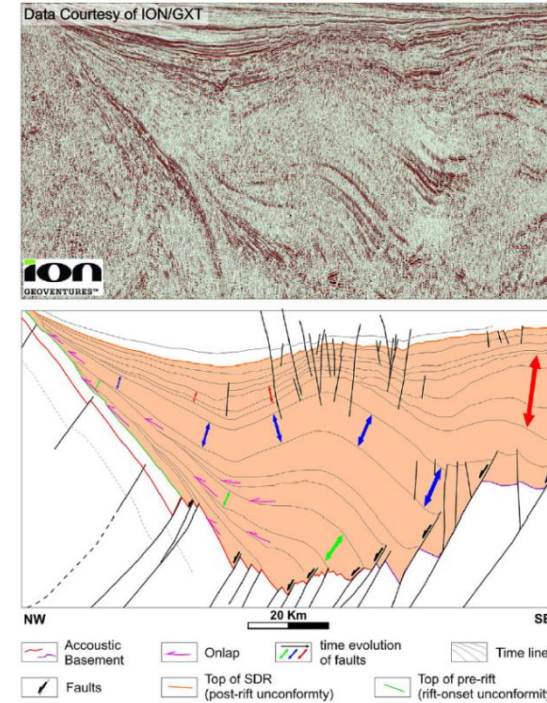 Data Courtesy of ION/GXT
ion
GEOVENTURES™
NW
20 Km
SE
Accoustic
Basement
Onlap
time evolution
of faults
Time line
Faults
Top of SDR
(post-rift unconformty)
Top of pre-rift
(rift-onset unconformity